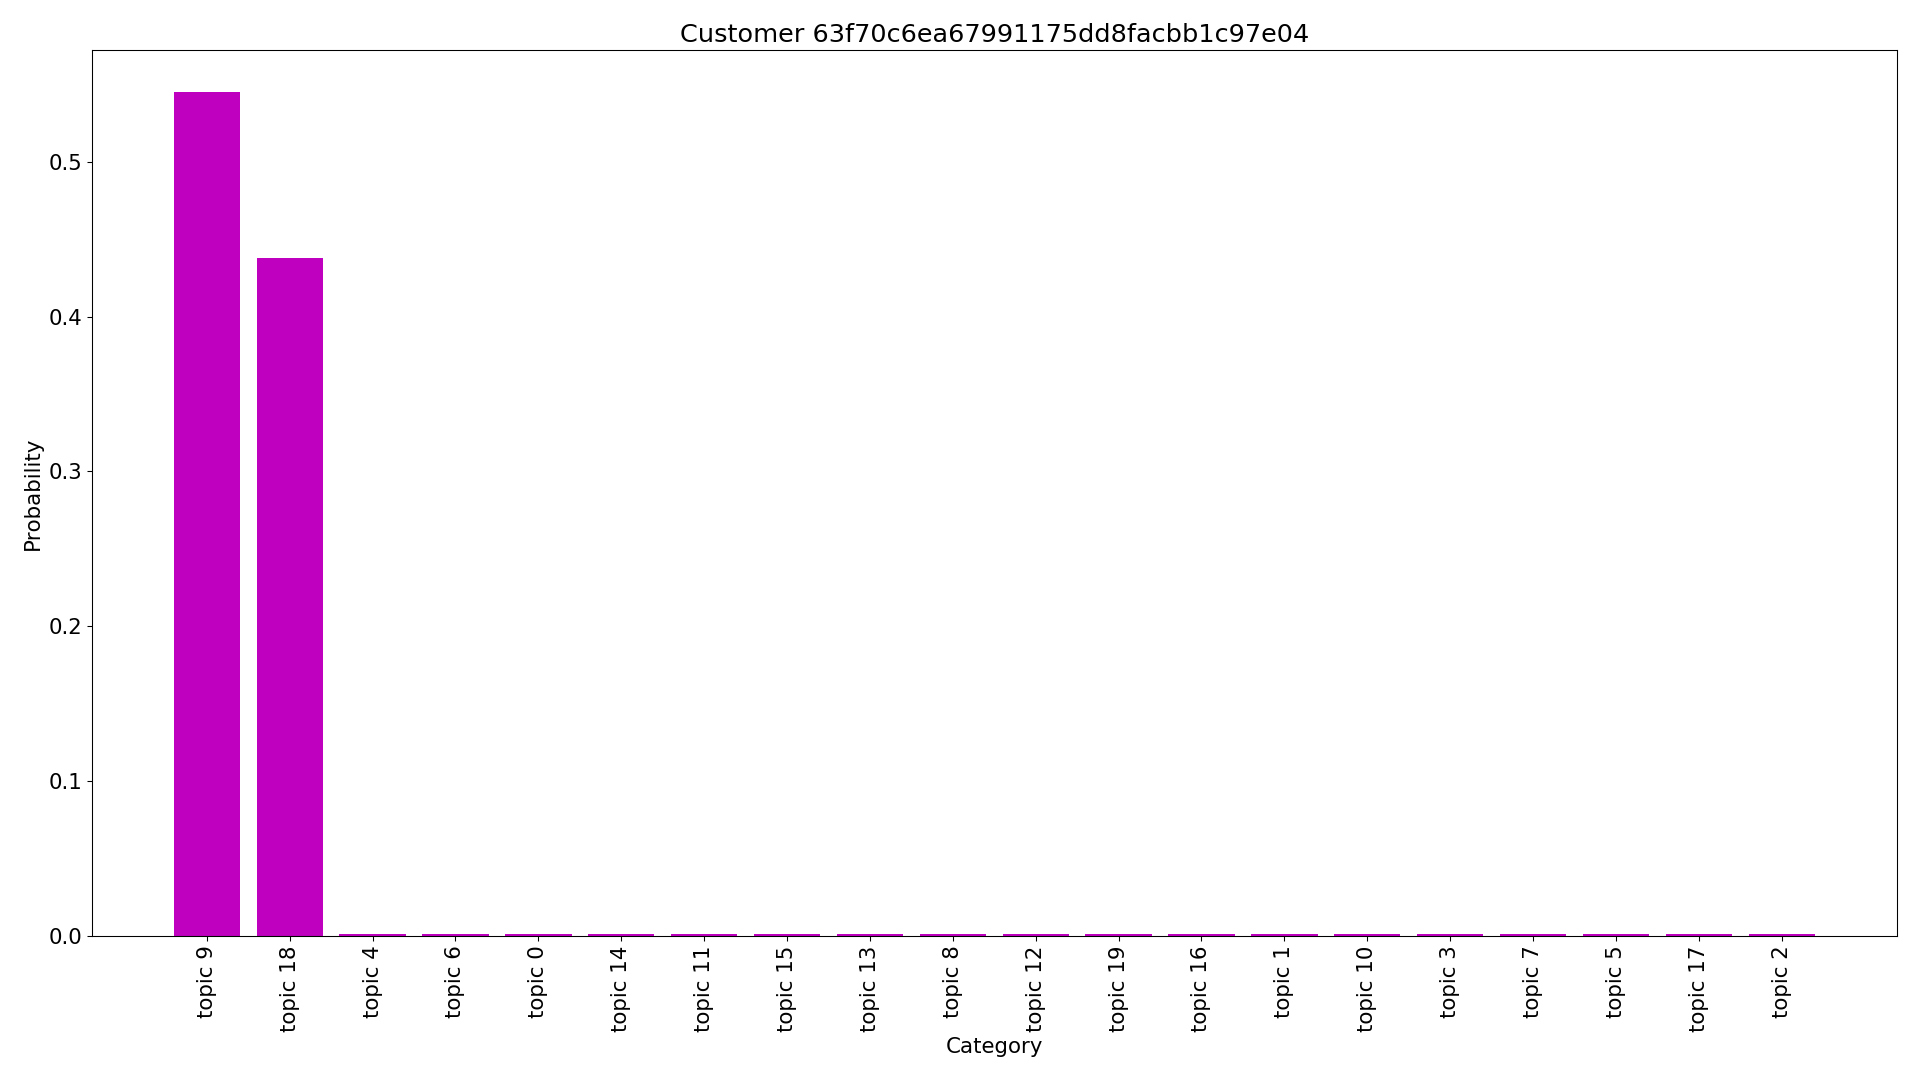 Customer 63f70c6ea67991175dd8facbb1c97e04
Probability
0.5
0.4
0.3
0.2
0.1
0.0
topic 9
topic 18
topic 4
topic 6
topic 0
topic 14
topic 11
topic 15
topic 13
topic 8
topic 12
topic 19
topic 16
topic 1
topic 10
topic 3
topic 7
topic 5
topic 17
topic 2
Category